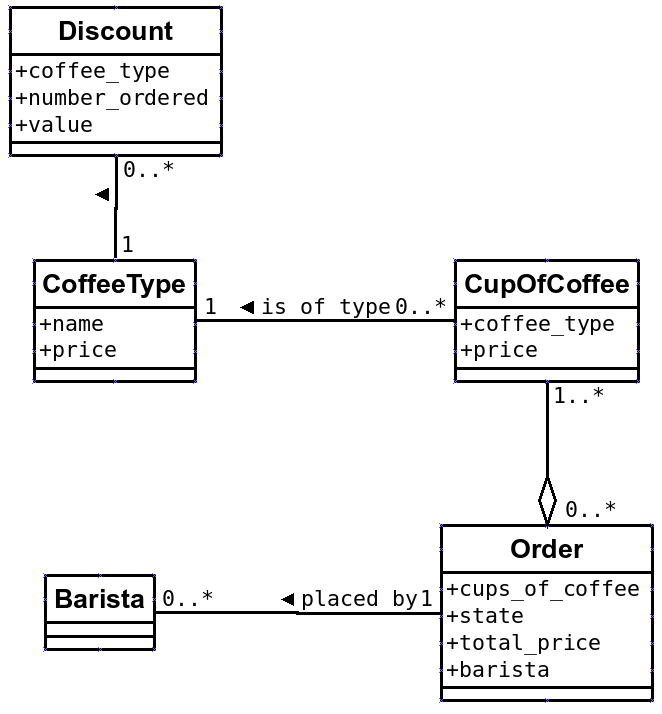 Discount
+coffee_type
+number_ordered
+value
0..*
1
CoffeeType
+name
+price
1 is of type 0..*
CupOfCoffee
+coffee_type
+price
1..*
0..*
Order
+cups_of_coffee
+state
+total_price
+barista
Barista
0..* placed by 1